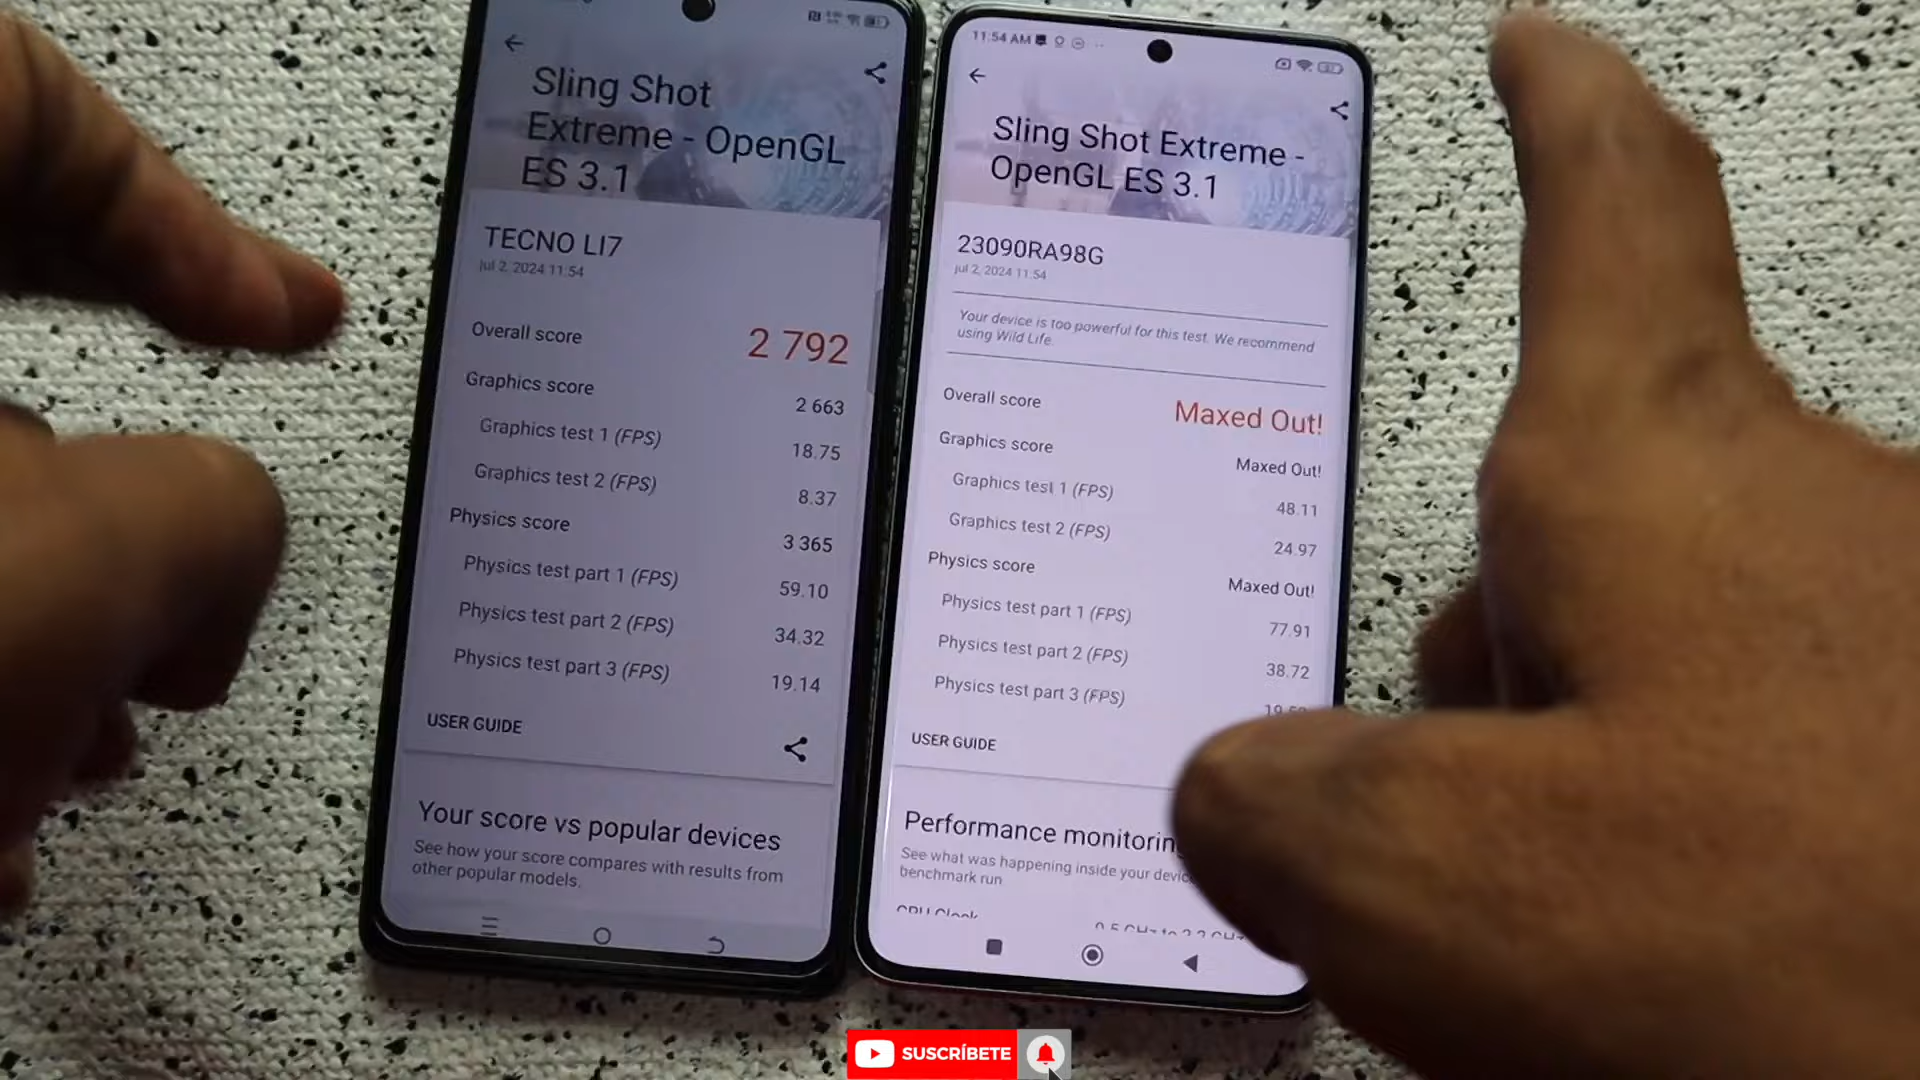 Sling Shot
Extreme - OpenGL
ES 3.1
TECNO LI7
Jul 2, 2024 11:54
Overall score
2 792
Graphics score
2 663
Graphics test 1 (FPS)
18.75
Graphics test 2 (FPS)
8.37
Physics score
3 365
Physics test part 1 (FPS)
59.10
Physics test part 2 (FPS)
34.32
Physics test part 3 (FPS)
19.14
USER GUIDE
Your score vs popular devices
See how your score compares with results from
other popular models.
11:54 AM
Sling Shot Extreme -
OpenGL ES 3.1
23090RA98G
Jul 2, 2024 11:54
Your device is too powerful for this test. We recommend
using Wild Life.
Overall score
Maxed Out!
Graphics score
Maxed Out!
Graphics test 1 (FPS)
48.11
Graphics test 2 (FPS)
24.97
Physics score
Maxed Out!
Physics test part 1 (FPS)
77.91
Physics test part 2 (FPS)
38.72
Physics test part 3 (FPS)
USER GUIDE
Performance
See what was happening inside your
benchmark run
CPU Clock
SUSCRÍBETE